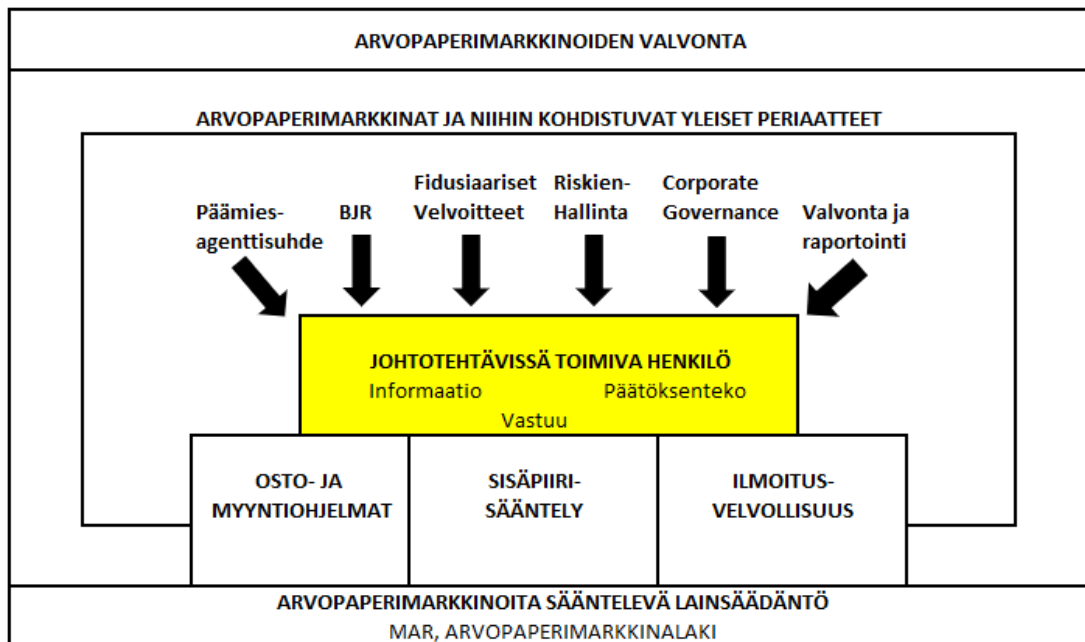 ARVOPAPERIMARKKINOIDEN VALVONTA
ARVOPAPERIMARKKINAT JA NIIHIN KOHDISTUVAT YLEISET PERIAATTEET
Päämies-
agenttisuhde
BJR
Fidusiaariset
Velvoitteet
Riskien-
Hallinta
Corporate
Governance
Valvonta ja
raportointi
JOHTOTEHTÄVISSÄ TOIMIVA HENKILÖ
Informaatio Päätöksenteko
Vastuu
OSTO- JA
MYYNTIOHJELMAT
SISÄPIIRI-
SÄÄNTELY
ILMOITUS-
VELVOLLISUUS
ARVOPAPERIMARKKINOITA SÄÄNTELEVÄ LAINSÄÄDÄNTÖ
MAR, ARVOPAPERIMARKKINALAKI